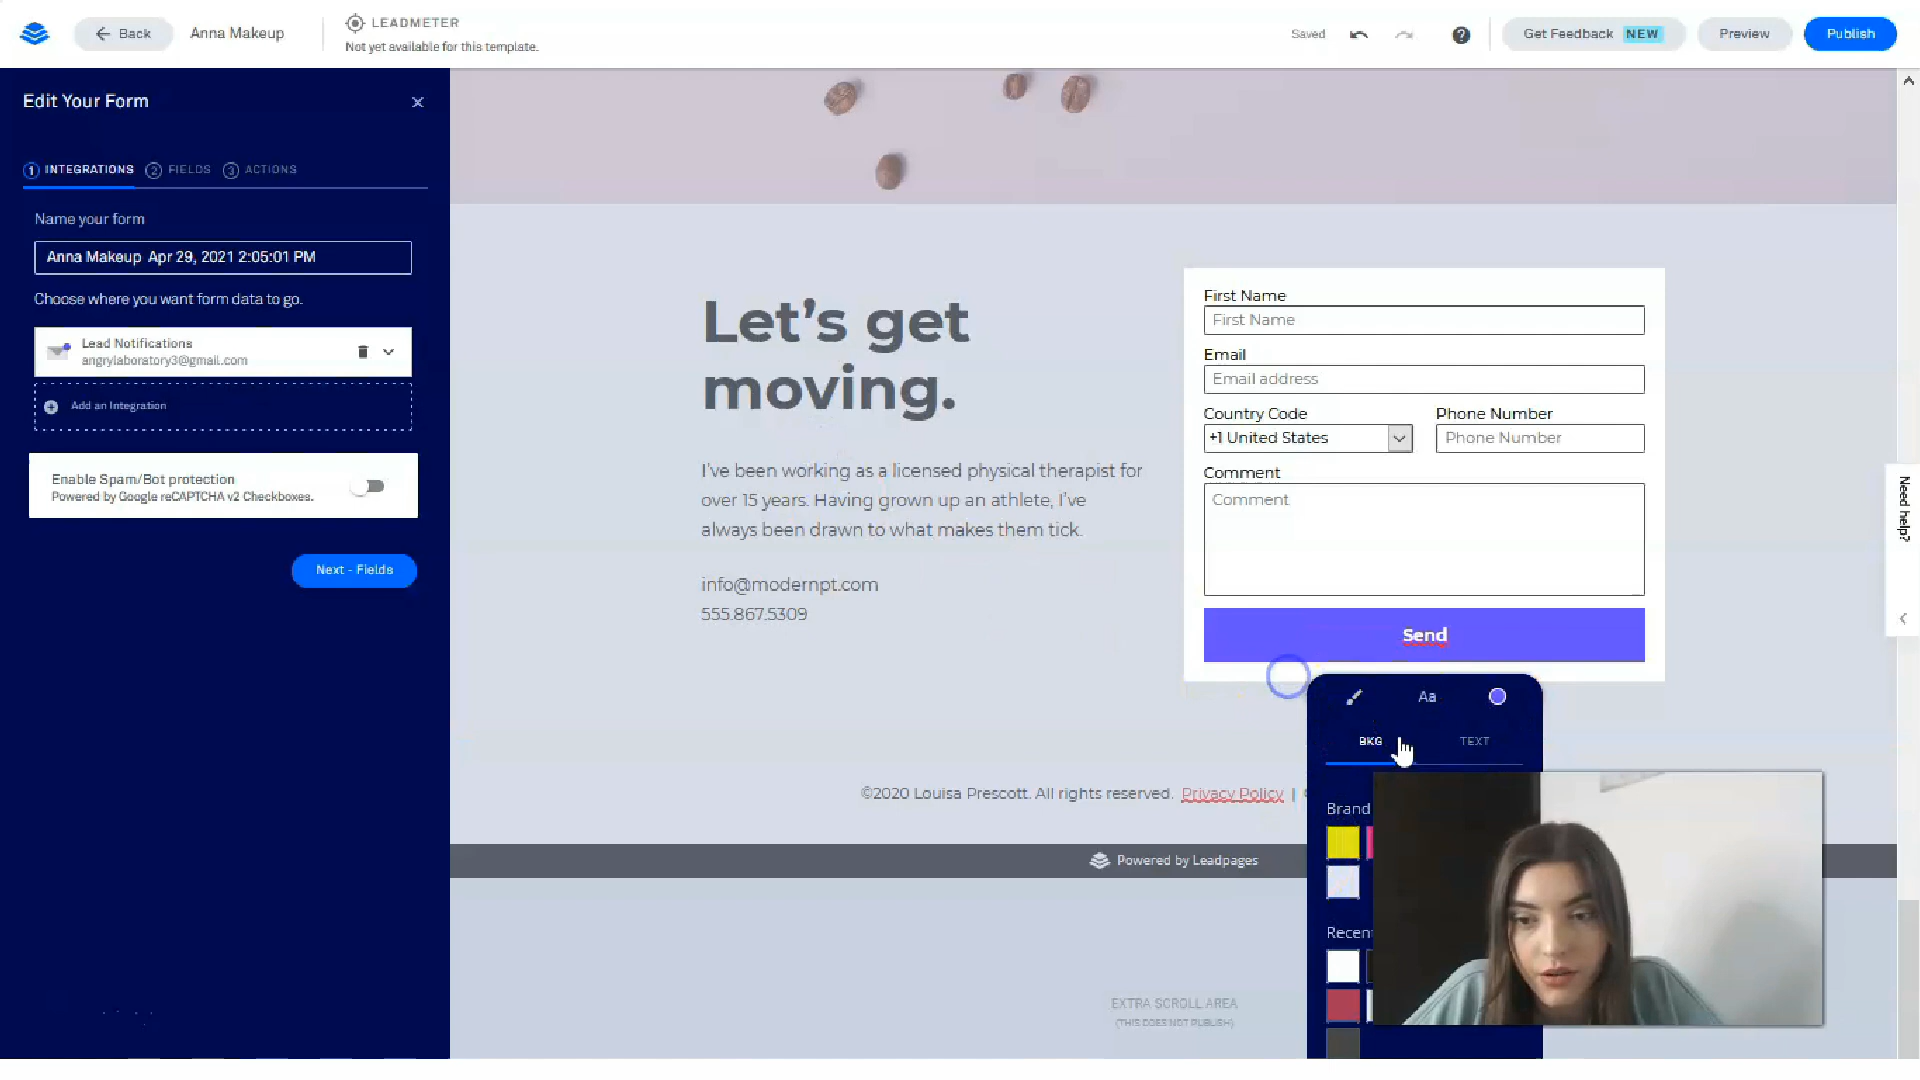 Back
Anna Makeup
LEADMETER
Not yet available for this template.
Saved
Get Feedback NEW
Preview
Publish
Edit Your Form
1 INTEGRATIONS 2 FIELDS 3 ACTIONS
Name your form
Anna Makeup Apr 29, 2021 2:05:01 PM
Choose where you want form data to go.
Lead Notifications
angrylaboratory3@gmail.com
Add an Integration
Enable Spam/Bot protection
Powered by Google reCAPTCHA v2 Checkboxes.
Next - Fields
Let's get
moving.
I've been working as a licensed physical therapist for
over 15 years. Having grown up an athlete, I've
always been drawn to what makes them tick.
info@modernpt.com
555.867.5309
First Name
First Name
Email
Email address
Country Code Phone Number
+1 United States Phone Number
Comment
Comment
Send
Aa
BKG TEXT
Brand
Recen
©2020 Louisa Prescott. All rights reserved. Privacy Policy |
Powered by Leadpages
EXTRA SCROLL AREA
(THIS DOES NOT PUBLISH)
Need help?